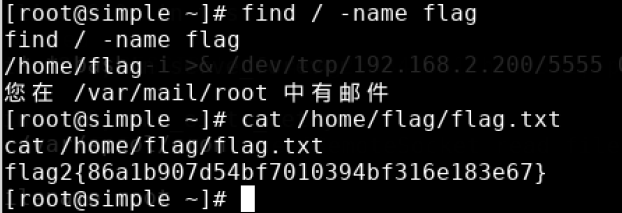 [root@simple ~]# find / -name flag
find / -name flag
/home/flag
您在 /var/mail/root 中有邮件
[root@simple ~]# cat /home/flag/flag.txt
cat /home/flag/flag.txt
flag2{86a1b907d54bf7010394bf316e183e67}
[root@simple ~]#